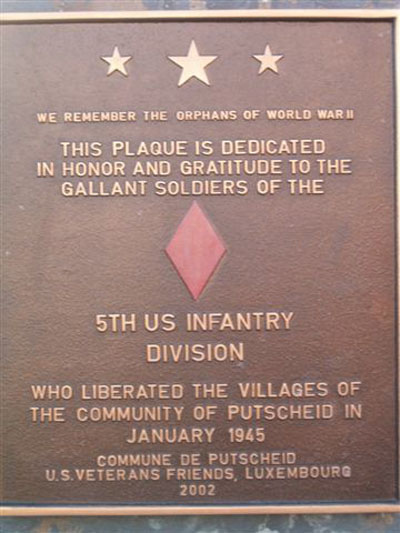 WE REMEMBER THE ORPHANS OF WORLD WAR II
THIS PLAQUE IS DEDICATED
IN HONOR AND GRATITUDE TO THE
GALLANT SOLDIERS OF THE
5TH US INFANTRY
DIVISION
WHO LIBERATED THE VILLAGES OF
THE COMMUNITY OF PUTSCHEID IN
JANUARY 1945
COMMUNE DE PUTSCHEID
U.S. VETERANS FRIENDS, LUXEMBOURG
2002